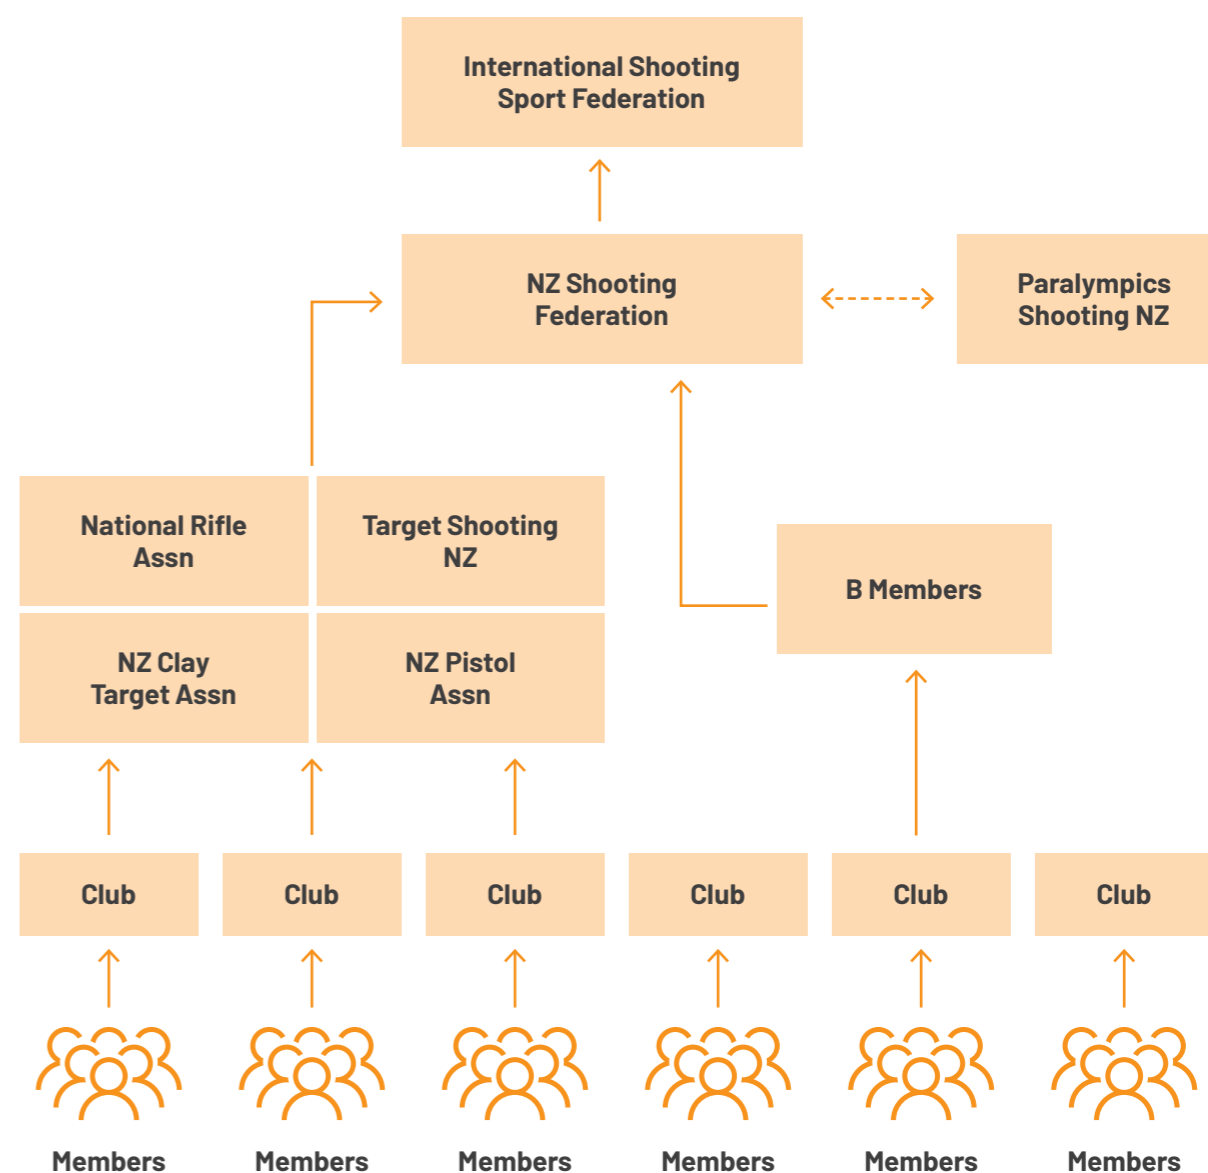 International Shooting
Sport Federation
NZ Shooting
Federation
Paralympics
Shooting NZ
National Rifle
Assn
Target Shooting
NZ
B Members
NZ Clay
Target Assn
NZ Pistol
Assn
Club
Club
Club
Club
Club
Club
Members
Members
Members
Members
Members
Members